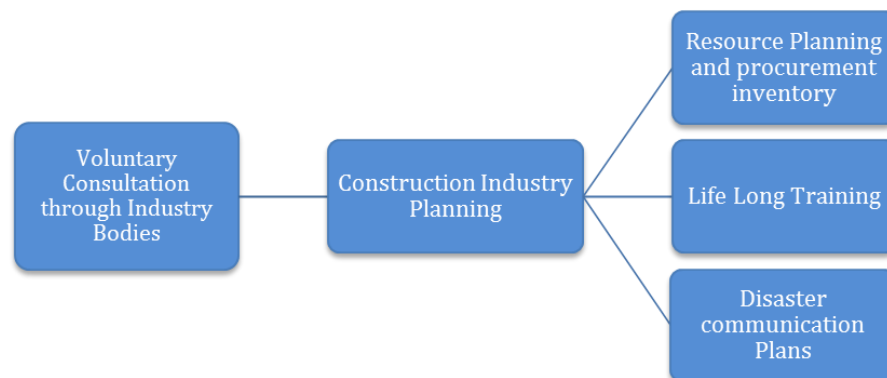 Voluntary
Consultation
through Industry
Bodies
Construction Industry
Planning
Resource Planning
and procurement
inventory
Life Long Training
Disaster
communication
Plans